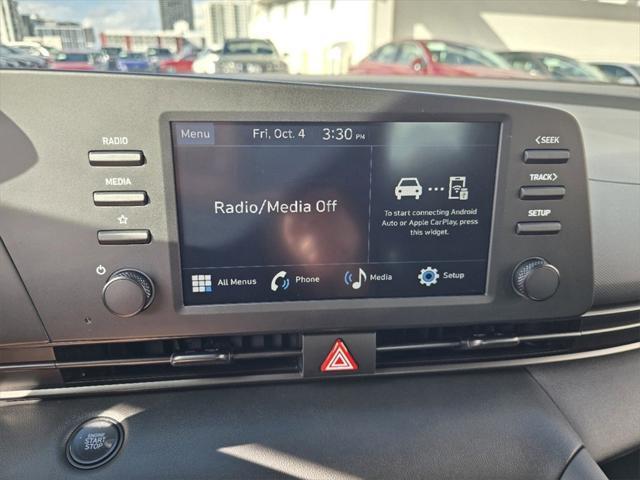 RADIO
MEDIA
Menu
Fri, Oct. 4 3:30 PM
Radio/Media Off
To start connecting Android
Auto or Apple CarPlay, press
this widget.
All Menus
Phone
Media
Setup
<SEEK
TRACK>
SETUP
ENGINE
START
STOP